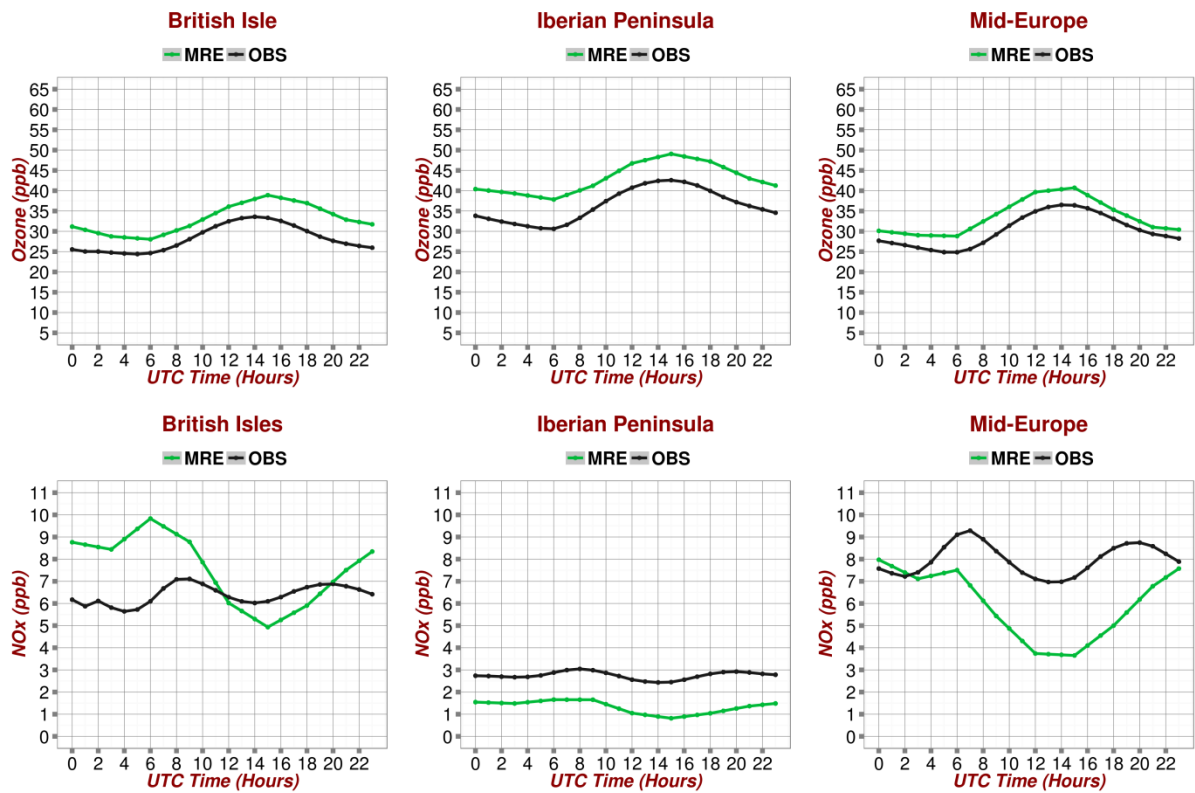 British Isle
MRE OBS
Ozone (ppb)
65
60
55
50
45
40
35
30
25
20
15
10
5
0 2 4 6 8 10 12 14 16 18 20 22
UTC Time (Hours)
Iberian Peninsula
MRE OBS
Ozone (ppb)
65
60
55
50
45
40
35
30
25
20
15
10
5
0 2 4 6 8 10 12 14 16 18 20 22
UTC Time (Hours)
Mid-Europe
MRE OBS
Ozone (ppb)
65
60
55
50
45
40
35
30
25
20
15
10
5
0 2 4 6 8 10 12 14 16 18 20 22
UTC Time (Hours)
British Isles
MRE OBS
NOx (ppb)
11
10
9
8
7
6
5
4
3
2
1
0
0 2 4 6 8 10 12 14 16 18 20 22
UTC Time (Hours)
Iberian Peninsula
MRE OBS
NOx (ppb)
11
10
9
8
7
6
5
4
3
2
1
0
0 2 4 6 8 10 12 14 16 18 20 22
UTC Time (Hours)
Mid-Europe
MRE OBS
NOx (ppb)
11
10
9
8
7
6
5
4
3
2
1
0
0 2 4 6 8 10 12 14 16 18 20 22
UTC Time (Hours)